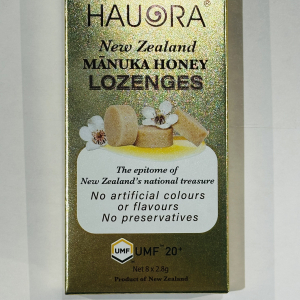 HAUORA
New Zealand
MĀNUKA HONEY
LOZENGES
The epitome of
New Zealand's national treasure
No artificial colours
or flavours
No preservatives
UMF UMF™ 20+
Net 8 x 2.8g
Product of New Zealand